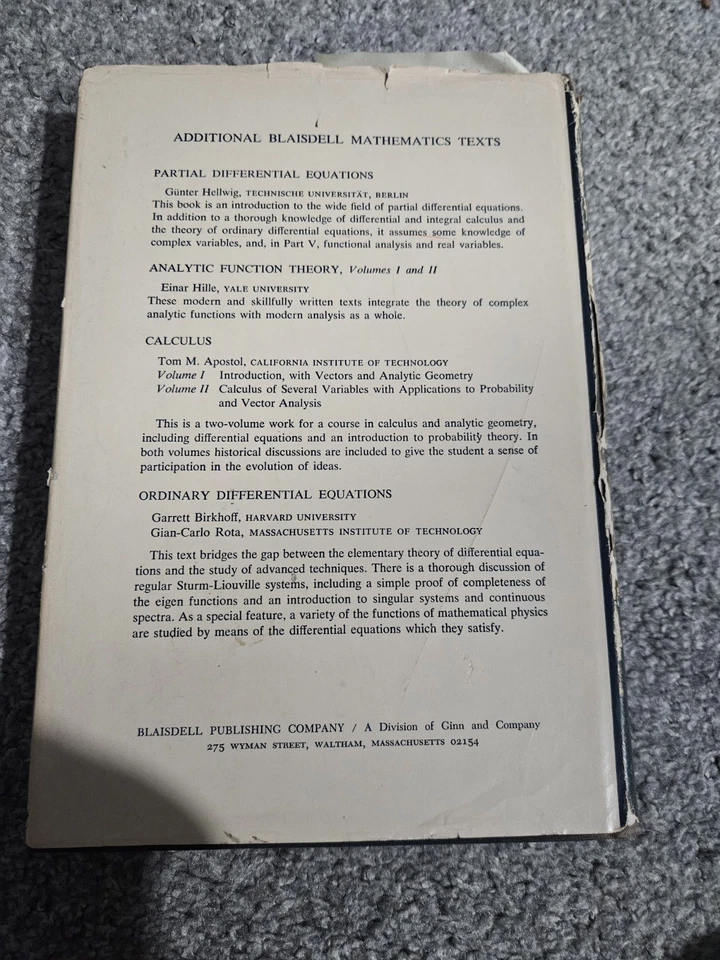 ADDITIONAL BLAISDELL MATHEMATICS TEXTS
PARTIAL DIFFERENTIAL EQUATIONS
Günter Hellwig, TECHNISCHE UNIVERSITÄT, BERLIN
This book is an introduction to the wide field of partial differential equations.
In addition to a thorough knowledge of differential and integral calculus and
the theory of ordinary differential equations, it assumes some knowledge of
complex variables, and, in Part V, functional analysis and real variables.
ANALYTIC FUNCTION THEORY, Volumes I and II
Einar Hille, YALE UNIVERSITY
These modern and skillfully written texts integrate the theory of complex
analytic functions with modern analysis as a whole.
CALCULUS
Tom M. Apostol, CALIFORNIA INSTITUTE OF TECHNOLOGY
Volume I Introduction, with Vectors and Analytic Geometry
Volume II Calculus of Several Variables with Applications to Probability
and Vector Analysis
This is a two-volume work for a course in calculus and analytic geometry,
including differential equations and an introduction to probability theory. In
both volumes historical discussions are included to give the student a sense of
participation in the evolution of ideas.
ORDINARY DIFFERENTIAL EQUATIONS
Garrett Birkhoff, HARVARD UNIVERSITY
Gian-Carlo Rota, MASSACHUSETTS INSTITUTE OF TECHNOLOGY
This text bridges the gap between the elementary theory of differential equa-
tions and the study of advanced techniques. There is a thorough discussion of
regular Sturm-Liouville systems, including a simple proof of completeness of
the eigen functions and an introduction to singular systems and continuous
spectra. As a special feature, a variety of the functions of mathematical physics
are studied by means of the differential equations which they satisfy.
BLAISDELL PUBLISHING COMPANY / A Division of Ginn and Company
275 WYMAN STREET, WALTHAM, MASSACHUSETTS 02154